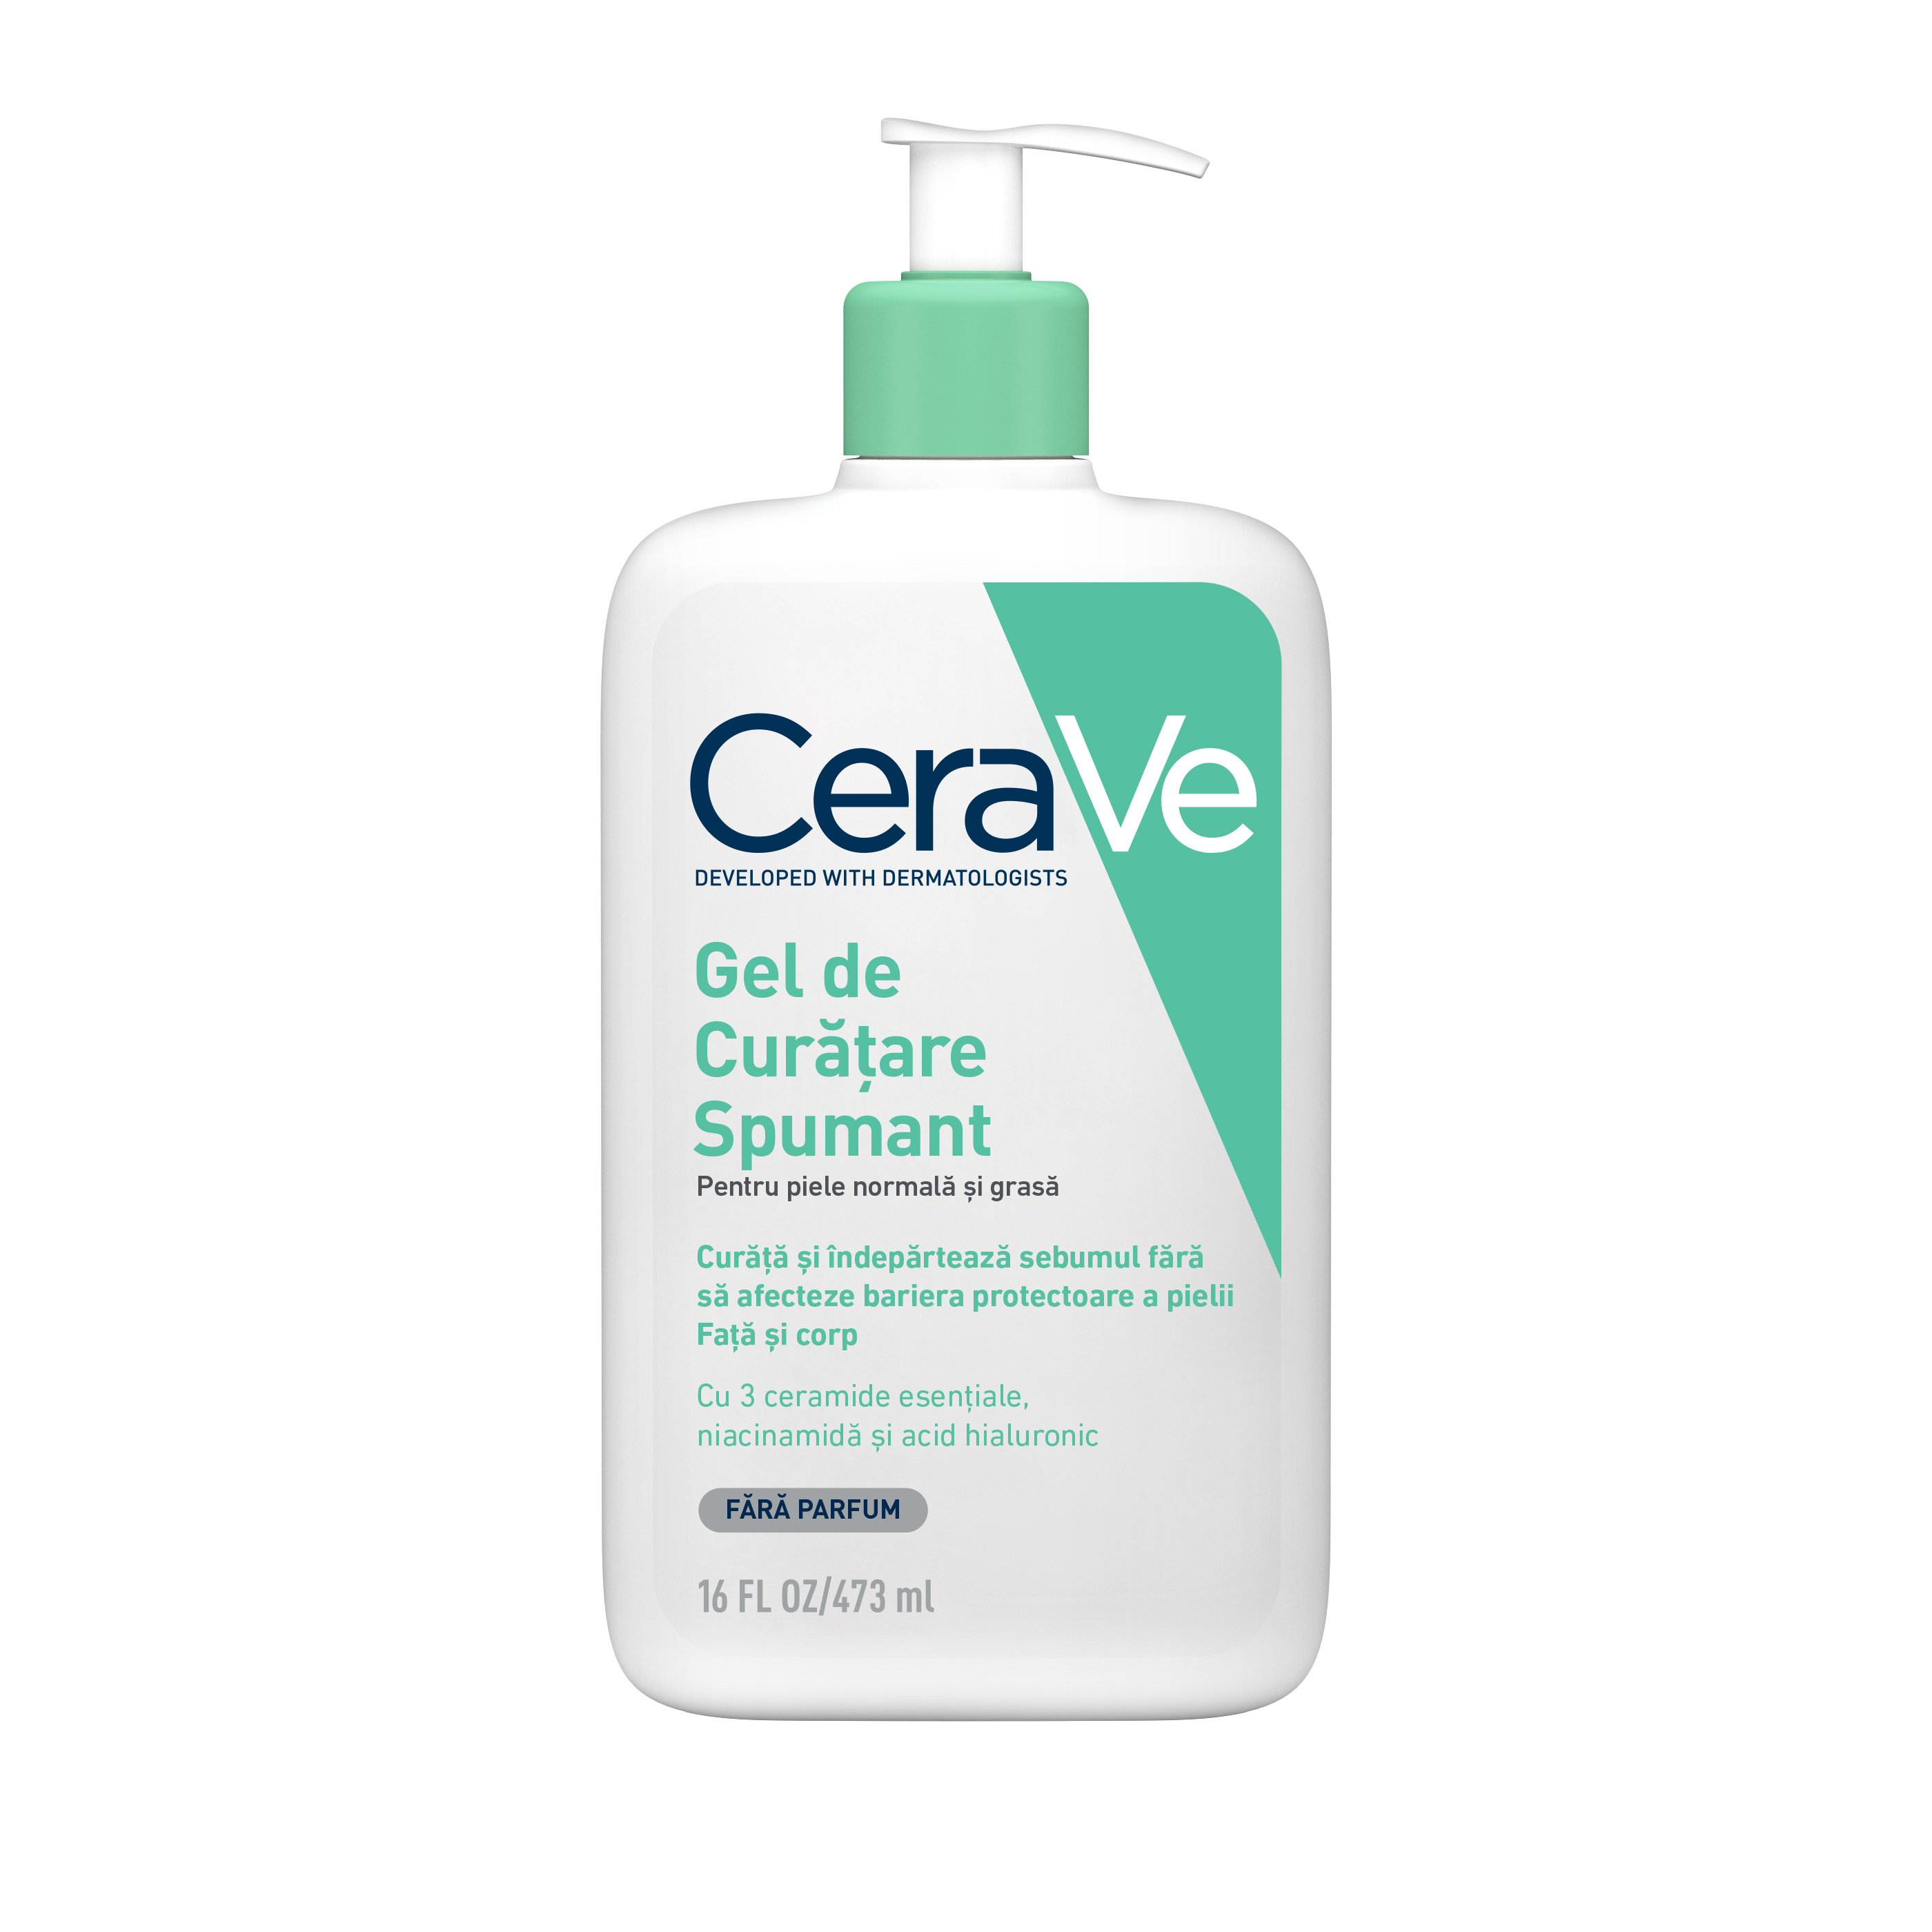 CeraVe
DEVELOPED WITH DERMATOLOGISTS
Gel de
Curățare
Spumant
Pentru piele normală și grasă
Curăță și îndepărtează sebumul fără
să afecteze bariera protectoare a pielii
Față și corp
Cu 3 ceramide esențiale,
niacinamidă și acid hialuronic
FĂRĂ PARFUM
16 FL OZ/473 ml